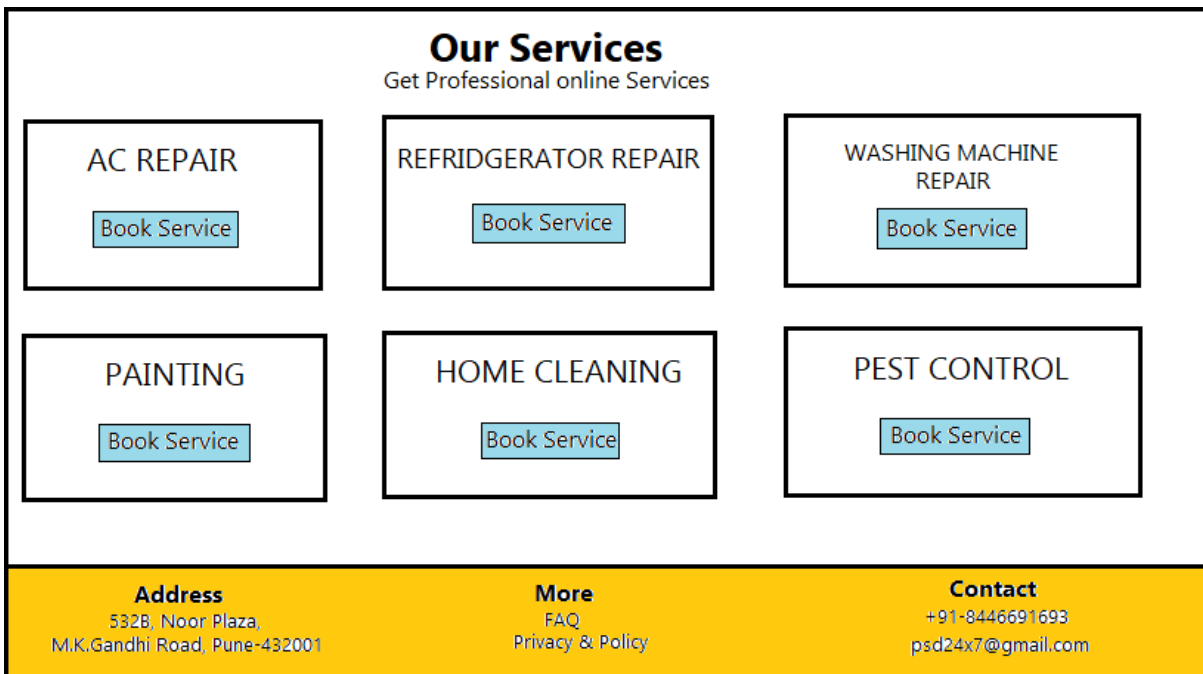 Our Services
Get Professional online Services
AC REPAIR
Book Service
REFRIDGERATOR REPAIR
Book Service
WASHING MACHINE
REPAIR
Book Service
PAINTING
Book Service
HOME CLEANING
Book Service
PEST CONTROL
Book Service
Address
532B, Noor Plaza,
M.K.Gandhi Road, Pune-432001
More
FAQ
Privacy & Policy
Contact
+91-8446691693
psd24x7@gmail.com